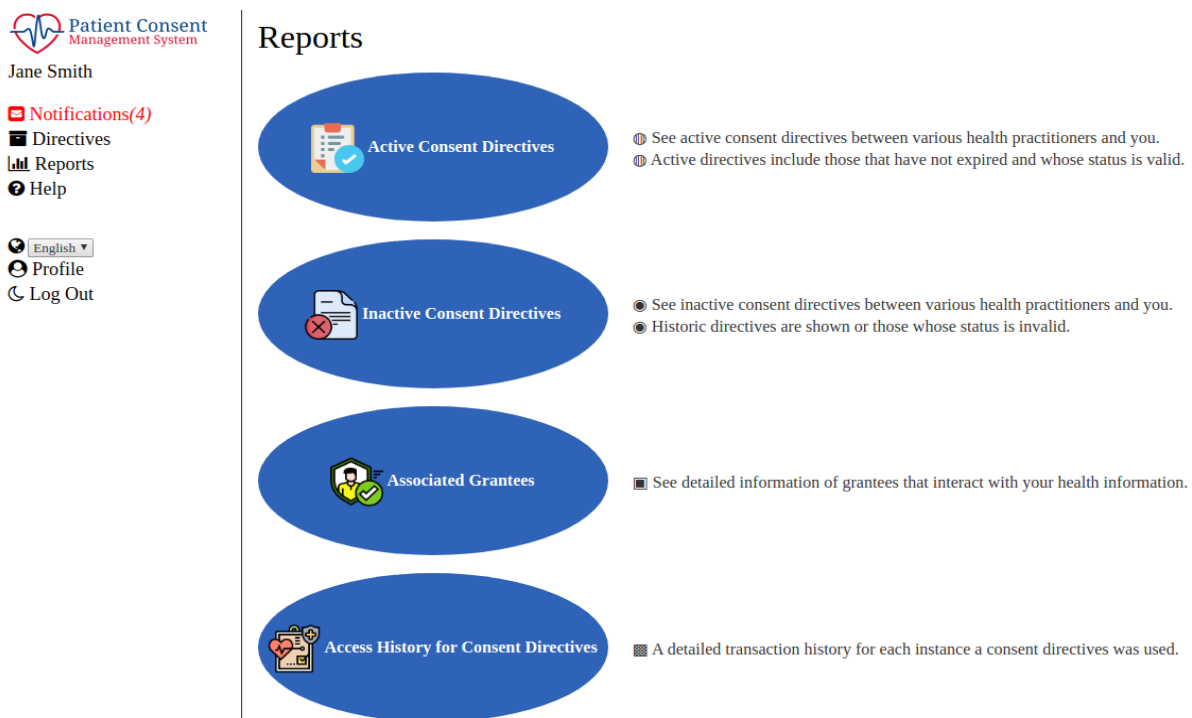 Patient Consent
Management System
Jane Smith
Notifications(4)
Directives
Reports
Help
English
Profile
Log Out
Reports
Active Consent Directives
◍ See active consent directives between various health practitioners and you.
◍ Active directives include those that have not expired and whose status is valid.
Inactive Consent Directives
◉ See inactive consent directives between various health practitioners and you.
◉ Historic directives are shown or those whose status is invalid.
Associated Grantees
▣ See detailed information of grantees that interact with your health information.
Access History for Consent Directives
▩ A detailed transaction history for each instance a consent directives was used.